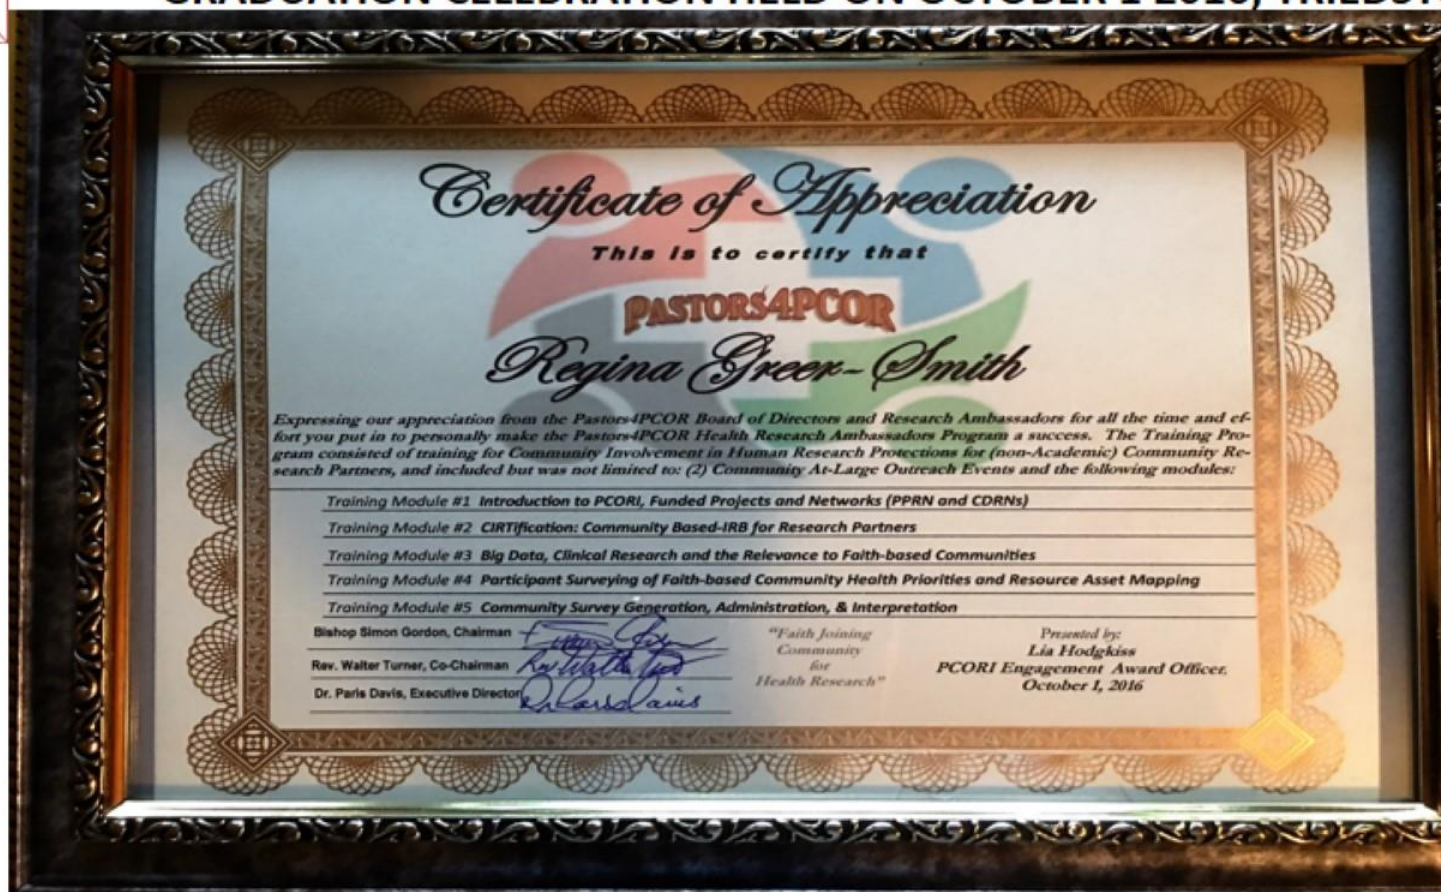 GRADUATION CELEBRATION HELD ON OCTOBER 1 2016,
Certificate of Appreciation
This is to certify that
PASTORS4PCOR
Regina Greer-Smith
Expressing our appreciation from the Pastors4PCOR Board of Directors and Research Ambassadors for all the time and ef-
fort you put in to personally make the Pastors4PCOR Health Research Ambassadors Program a success. The Training Pro-
gram consisted of training for Community Involvement in Human Research Protections for (non-Academic) Community Re-
search Partners, and included but was not limited to: (2) Community At-Large Outreach Events and the following modules:
Training Module #1 Introduction to PCORI, Funded Projects and Networks (PPRN and CDRNs)
Training Module #2 CIRTification: Community Based-IRB for Research Partners
Training Module #3 Big Data, Clinical Research and the Relevance to Faith-based Communities
Training Module #4 Participant Surveying of Faith-based Community Health Priorities and Resource Asset Mapping
Training Module #5 Community Survey Generation, Administration, & Interpretation
Bishop Simon Gordon, Chairman
Rev. Walter Turner, Co-Chairman
Dr. Paris Davis, Executive Director
"Faith Joining
Community
for
Health Research"
Presented by:
Lia Hodgkiss
PCORI Engagement Award Officer,
October 1, 2016